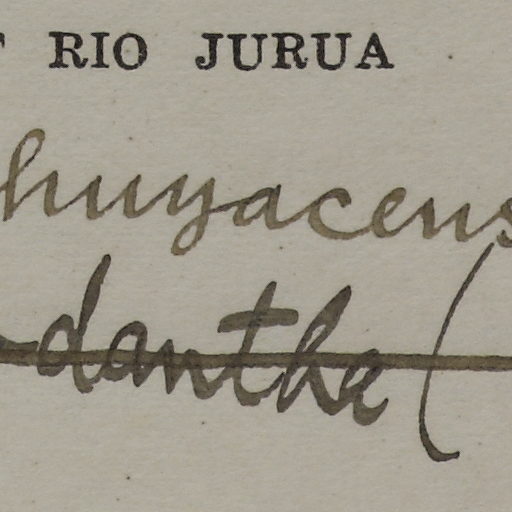 RIO JURUA
huyacens
danthe (